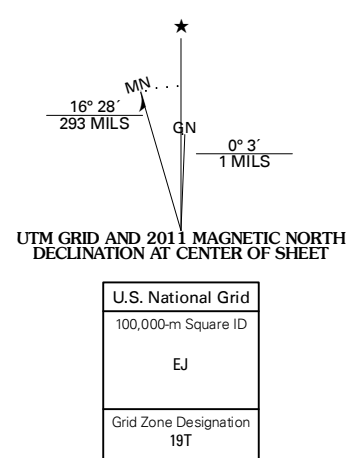 ★
MN
GN
16° 28´
293 MILS
0° 3´
1 MILS
UTM GRID AND 2011 MAGNETIC NORTH
DECLINATION AT CENTER OF SHEET
U.S. National Grid
100,000-m Square ID
EJ
Grid Zone Designation
19T